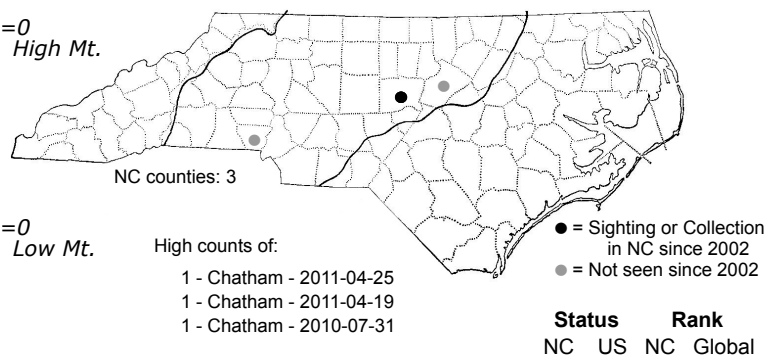 =0
High Mt.
NC counties: 3
=0
Low Mt.
High counts of:
1 - Chatham - 2011-04-25
1 - Chatham - 2011-04-19
1 - Chatham - 2010-07-31
● = Sighting or Collection
in NC since 2002
● = Not seen since 2002
Status Rank
NC US NC Global